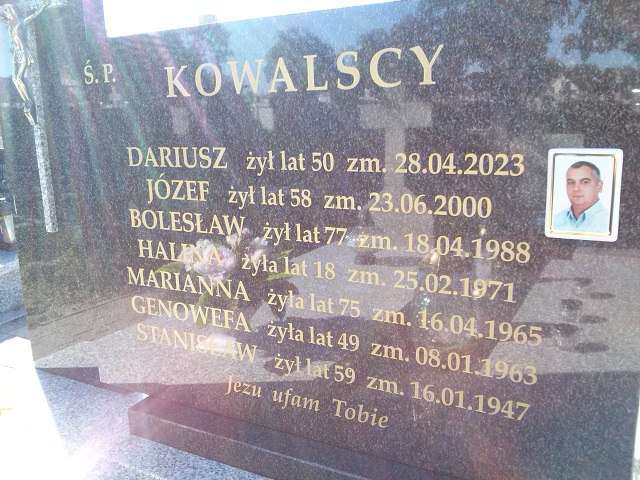 Ś. P. KOWALSCY
DARIUSZ żył lat 50 zm. 28.04.2023
JÓZEF żył lat 58 zm. 23.06.2000
BOLESŁAW żył lat 77 zm. 18.04.1988
HALINA żyła lat 18 zm. 25.02.1971
MARIANNA żyła lat 75 zm. 16.04.1965
GENOWEFA żyła lat 49 zm. 08.01.1963
STANISŁAW żył lat 59 zm. 16.01.1947
Jezu ufam Tobie